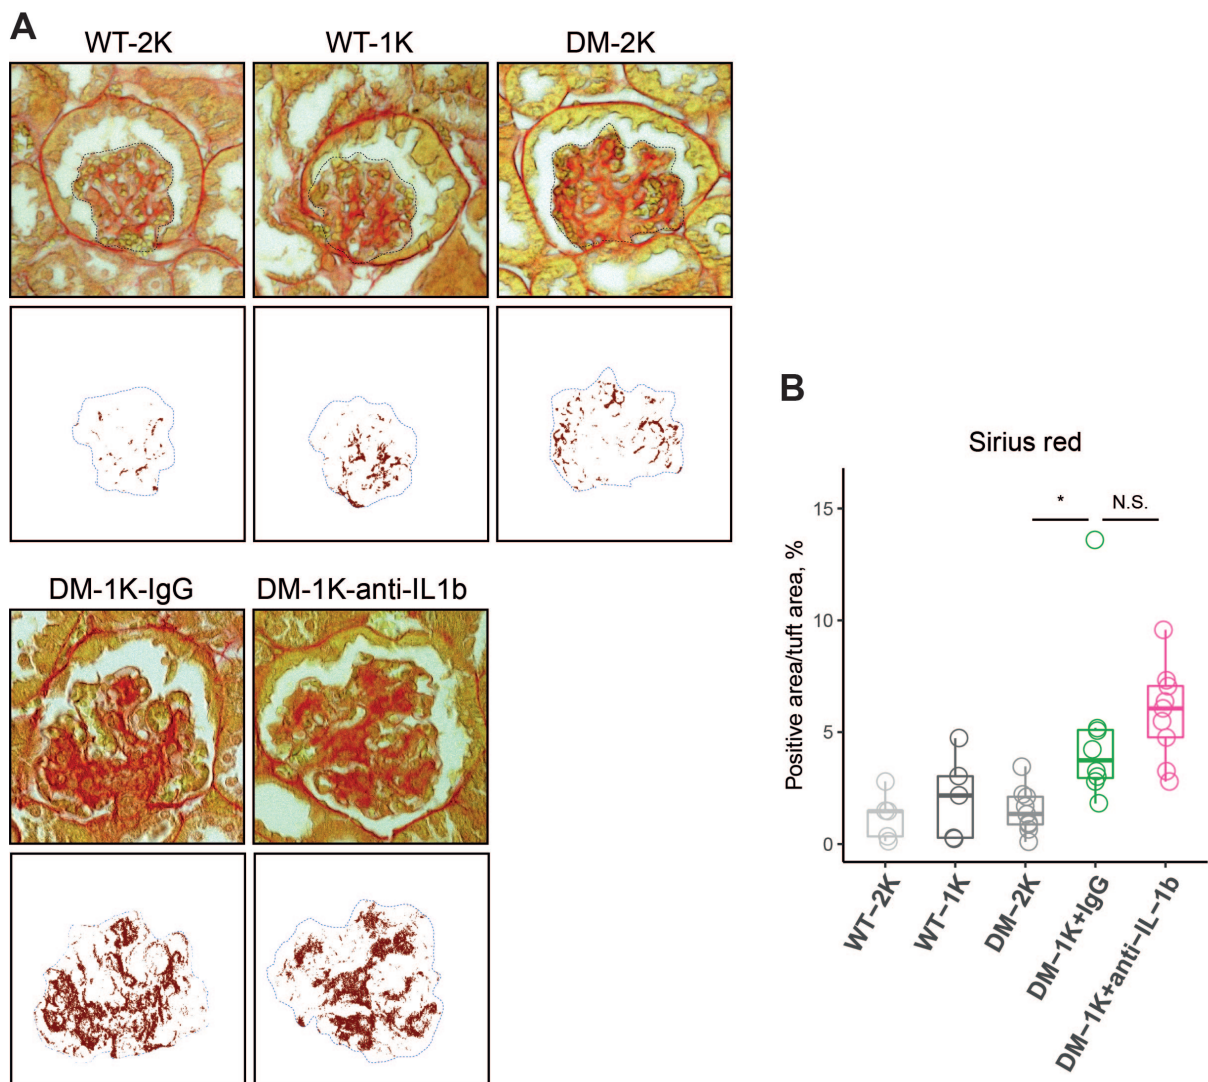 A
WT-2K
WT-1K
DM-2K
DM-1K-IgG
DM-1K-anti-IL1b
B
Sirius red
*
N.S.
Positive area/tuft area, %
15
10
5
0
WT−2K
WT−1K
DM−2K
DM−1K+IgG
DM−1K+anti−IL−1b